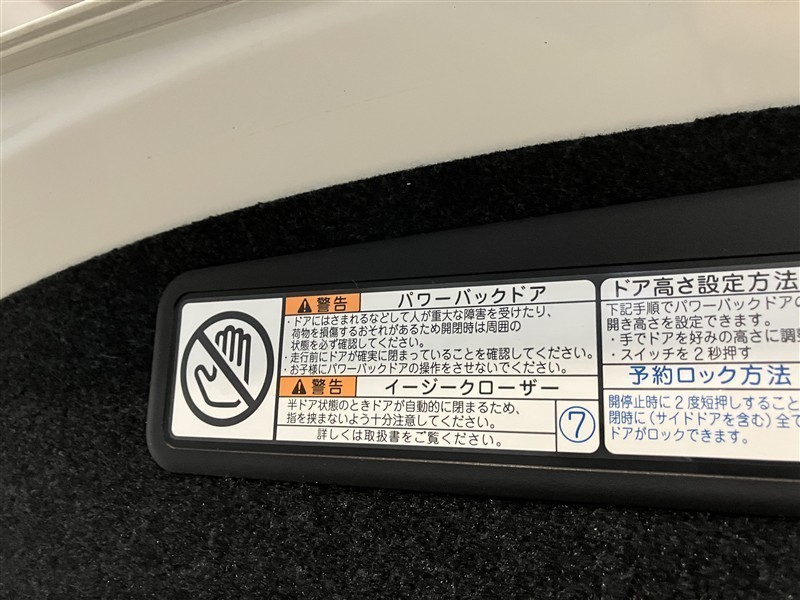 警告 パワーバックドア
・ドアにはさまれるなどして人が重大な障害を受けたり、
荷物を損傷するおそれがあるため開閉時は周囲の
状態を必ず確認してください。
・走行前にドアが確実に閉まっていることを確認してください。
・お子様にパワーバックドアの操作をさせないでください。
警告 イージークローザー
半ドア状態のときドアが自動的に閉まるため、
指を挟まないよう十分注意してください。
詳しくは取扱書をご覧ください。
⑦
ドア高さ設定方法
下記手順でパワーバックドアの
開き高さを設定できます。
・手でドアを好みの高さに調
・スイッチを2秒押す
予約ロック方法
開停止時に2度短押しすること
閉時に(サイドドアを含む)全て
ドアがロックできます。